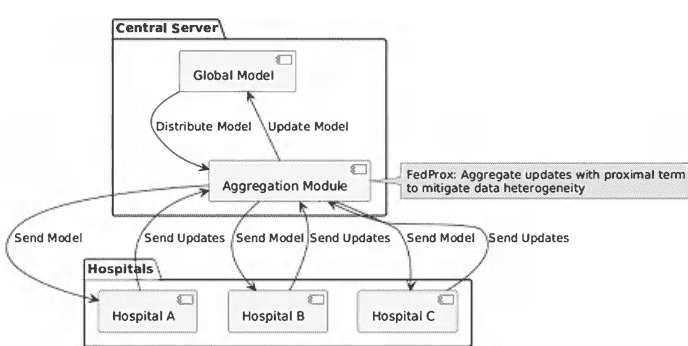 Central Server
Global Model
Distribute Model
Update Model
Aggregation Module
FedProx: Aggregate updates with proximal term
to mitigate data heterogeneity
Send Model
Send Updates
Send Model
Send Updates
Send Model
Send Updates
Hospitals
Hospital A
Hospital B
Hospital C